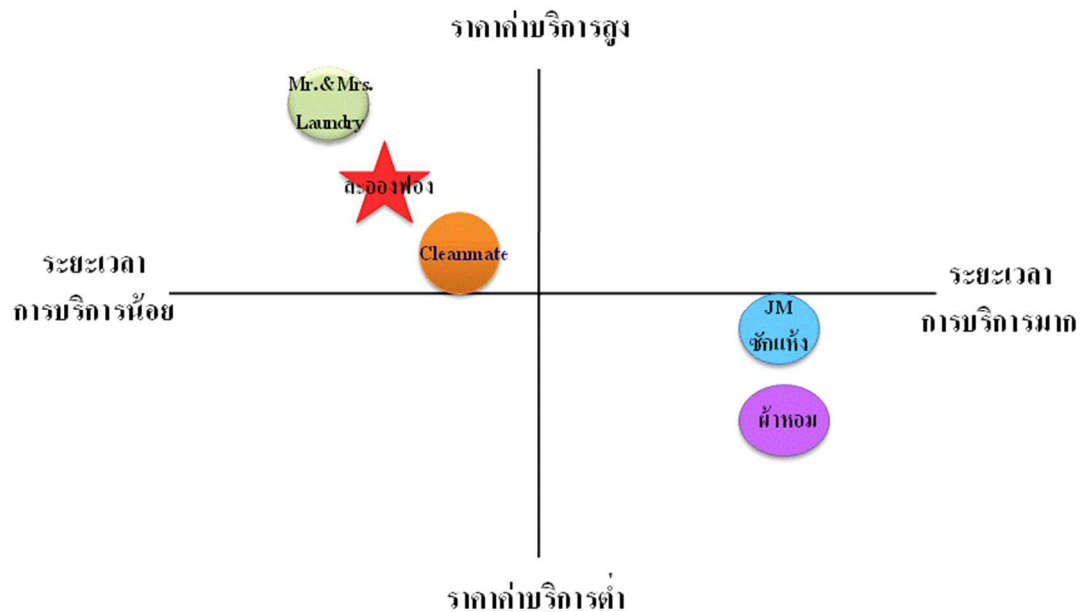 ราคาค่าบริการสูง
Mr.&Mrs.
Laundry
ละอองฟอง
Cleanmate
ระยะเวลา
การบริการน้อย
ระยะเวลา
การบริการมาก
JM
ซักแห้ง
ผ้าหอม
ราคาค่าบริการต่ำ